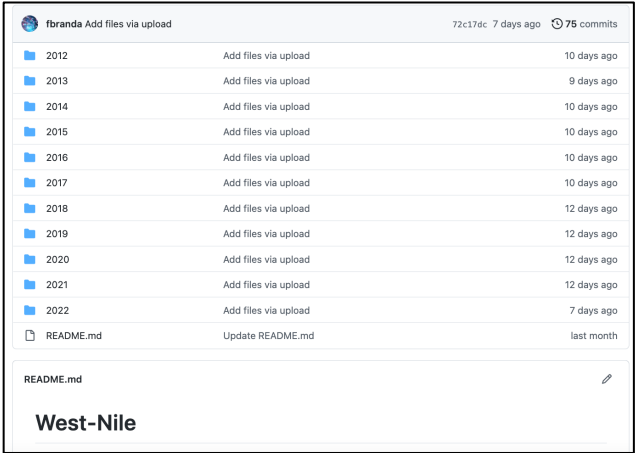 fbranda Add files via upload 72c17dc 7 days ago 75 commits
2012 Add files via upload 10 days ago
2013 Add files via upload 9 days ago
2014 Add files via upload 10 days ago
2015 Add files via upload 10 days ago
2016 Add files via upload 10 days ago
2017 Add files via upload 10 days ago
2018 Add files via upload 12 days ago
2019 Add files via upload 12 days ago
2020 Add files via upload 12 days ago
2021 Add files via upload 12 days ago
2022 Add files via upload 7 days ago
README.md Update README.md last month
README.md
West-Nile